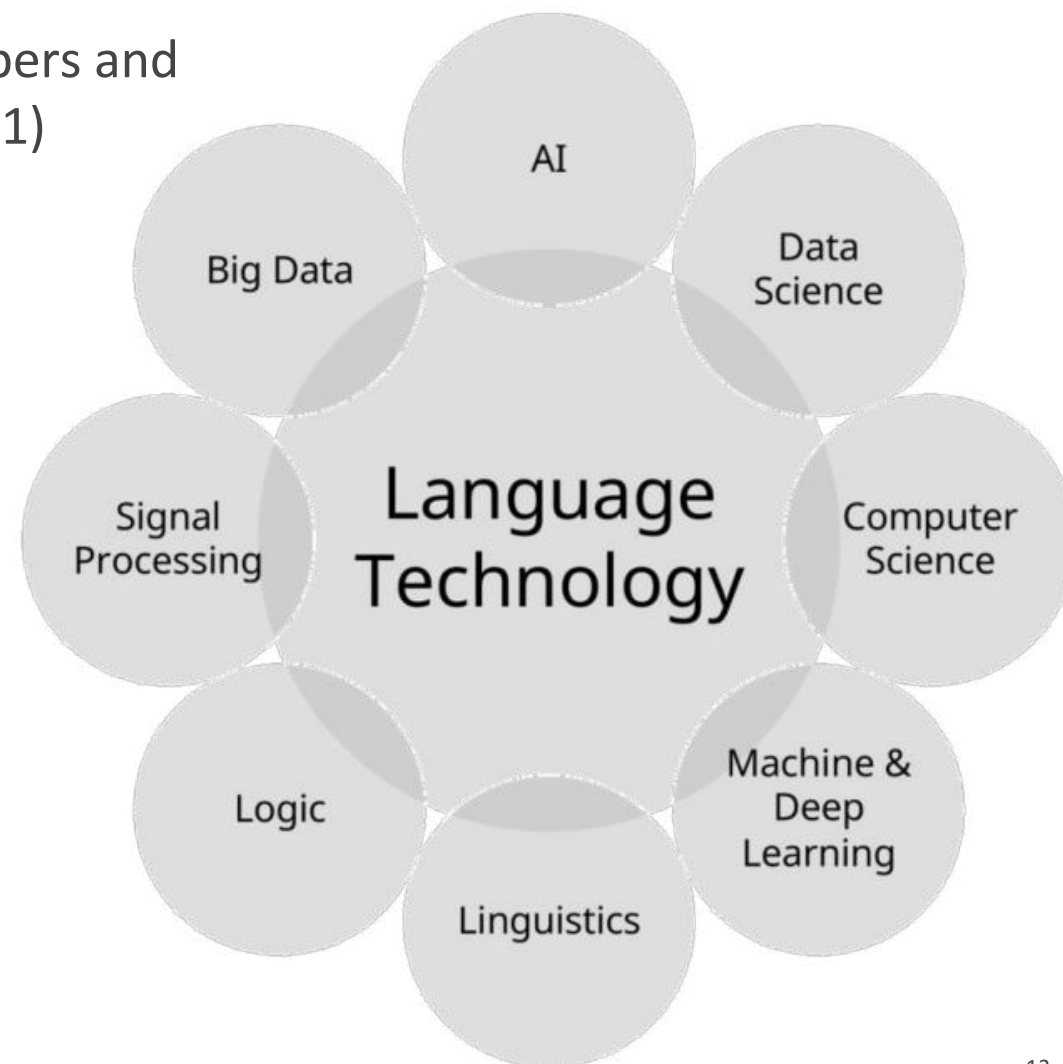 bers and
1)
AI
Big Data
Data
Science
Signal
Processing
Language
Technology
Computer
Science
Logic
Machine &
Deep
Learning
Linguistics